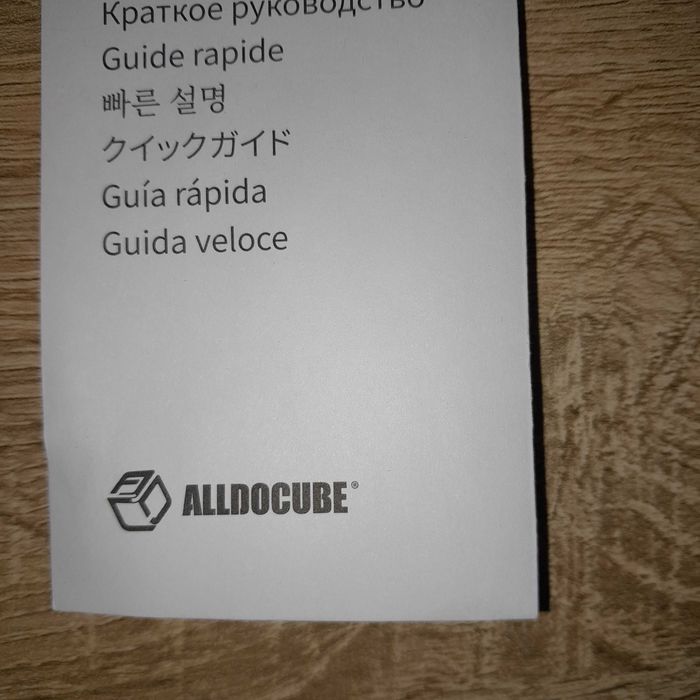 Краткое руководство
Guide rapide
빠른 설명
クイックガイド
Guía rápida
Guida veloce
ALLDOCUBE®